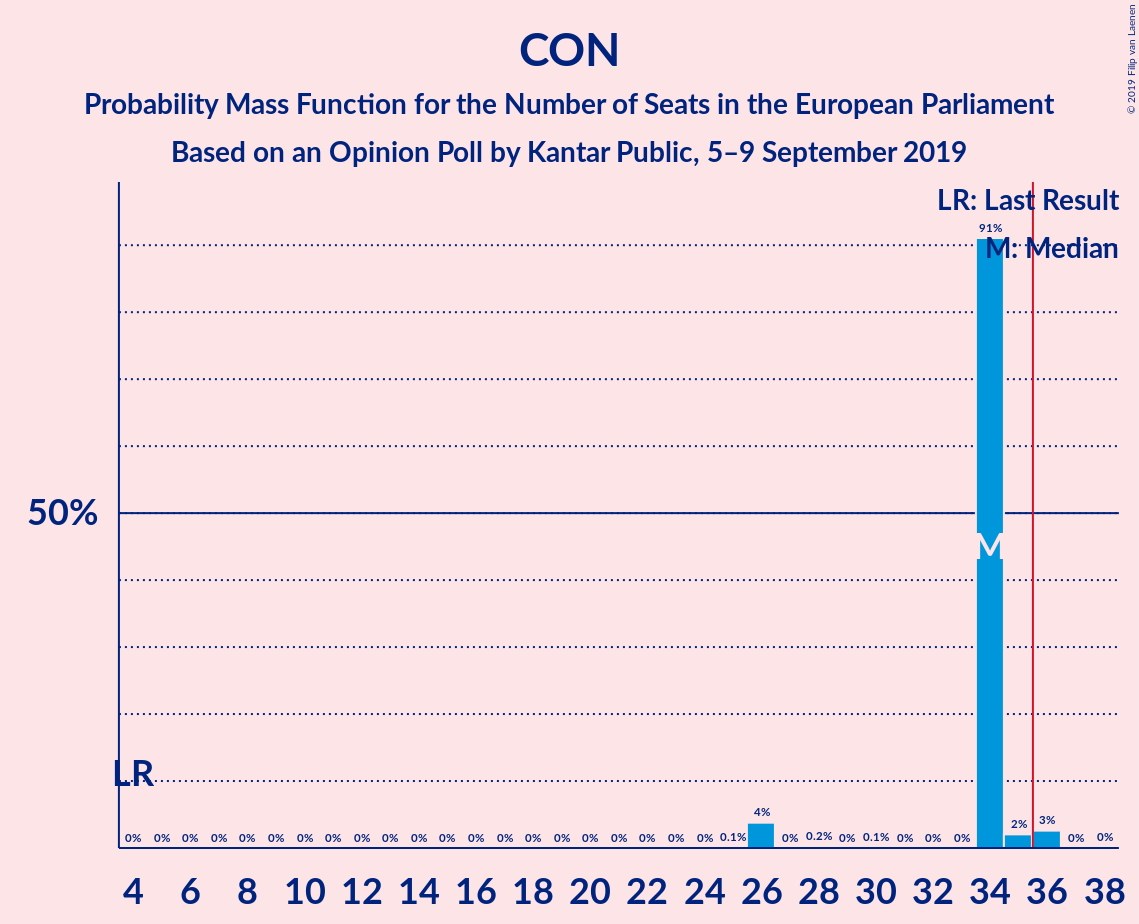 CON
Probability Mass Function for the Number of Seats in the European Parliament
Based on an Opinion Poll by Kantar Public, 5–9 September 2019
© 2019 Filip van Laenen
LR: Last Result
M: Median
50%
LR
M
0% 0% 0% 0% 0% 0% 0% 0% 0% 0% 0% 0% 0% 0% 0% 0% 0% 0% 0% 0% 0% 0.1% 4% 0% 0.2% 0% 0.1% 0% 0% 0% 91% 2% 3% 0% 0%
4 6 8 10 12 14 16 18 20 22 24 26 28 30 32 34 36 38